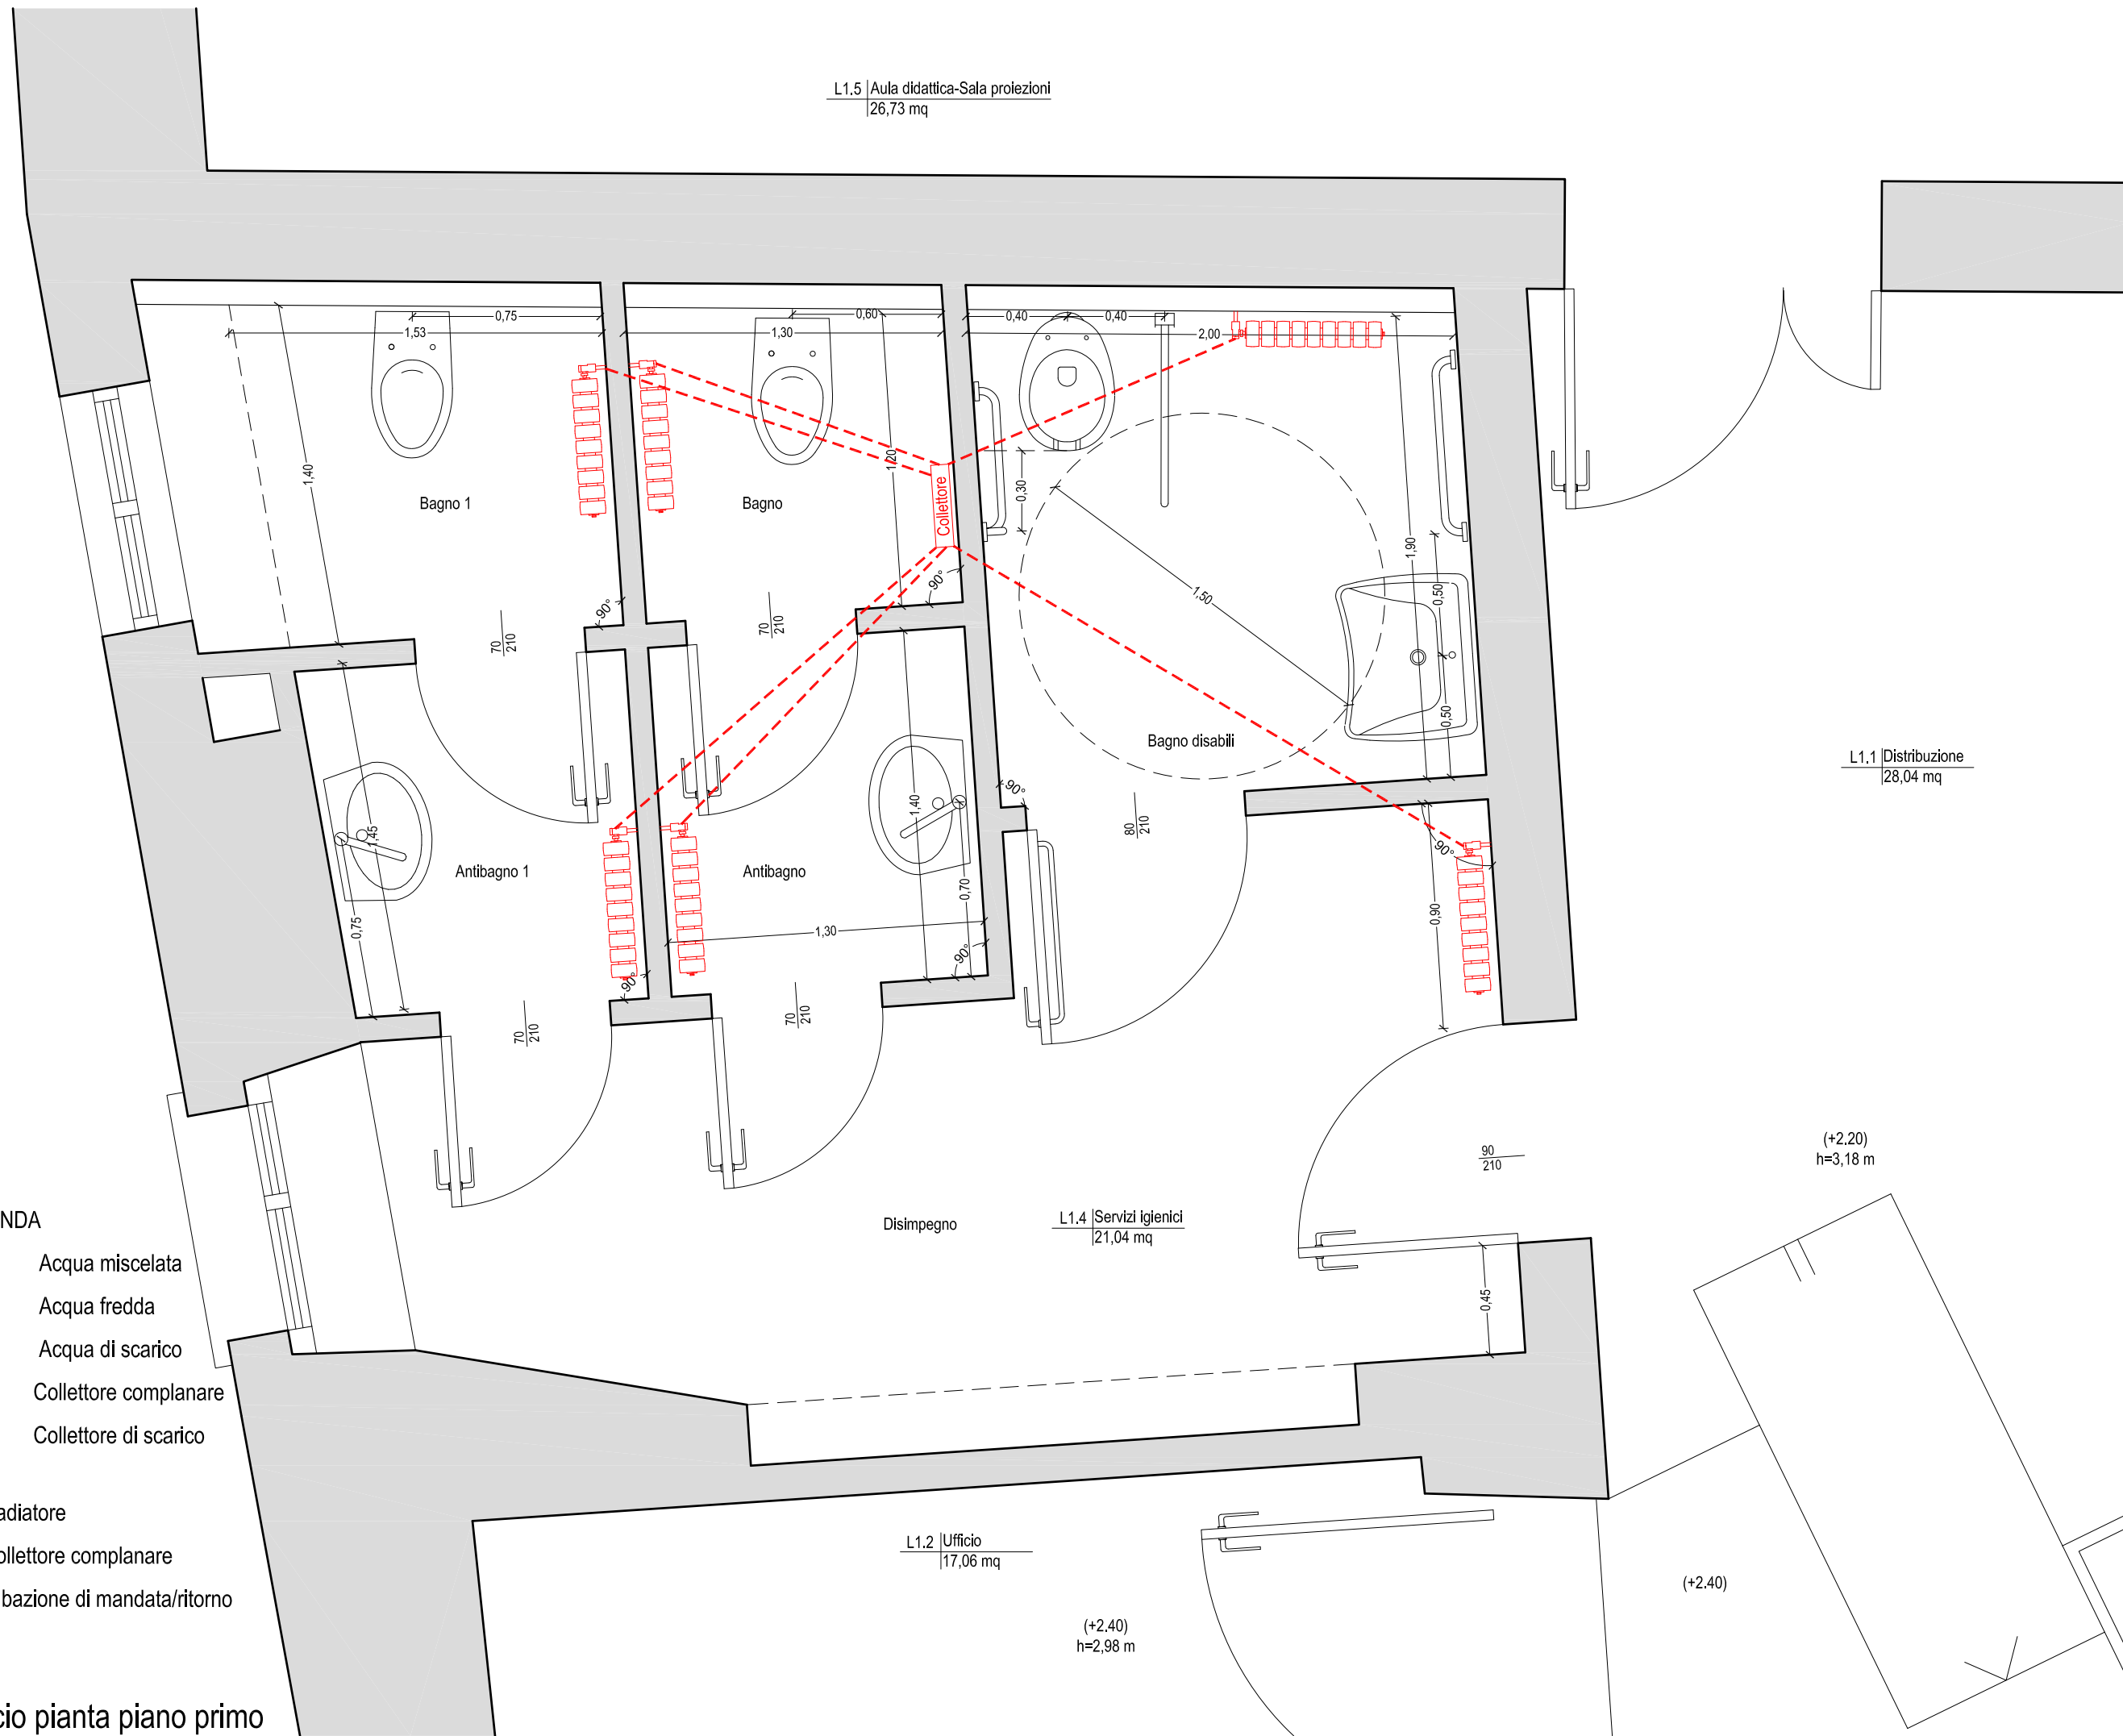 L1.5 Aula didattica-Sala proiezioni
26,73 mq
0,75
1,53
0,60
1,30
0,40
0,40
2,00
1,40
1,20
0,30
1,90
1,50
0,50
0,50
Bagno 1
Bagno
Collettore
90°
90°
70
210
70
210
Bagno disabili
L1.1 Distribuzione
28,04 mq
90°
80
210
90°
1,45
0,75
1,40
0,70
0,90
Antibagno 1
Antibagno
1,30
90°
90°
70
210
70
210
90
210
(+2.20)
h=3,18 m
Disimpegno
L1.4 Servizi igienici
21,04 mq
0,45
NDA
Acqua miscelata
Acqua fredda
Acqua di scarico
Collettore complanare
Collettore di scarico
adiatore
ollettore complanare
bazione di mandata/ritorno
L1.2 Ufficio
17,06 mq
(+2.40)
h=2,98 m
(+2.40)
cio pianta piano primo